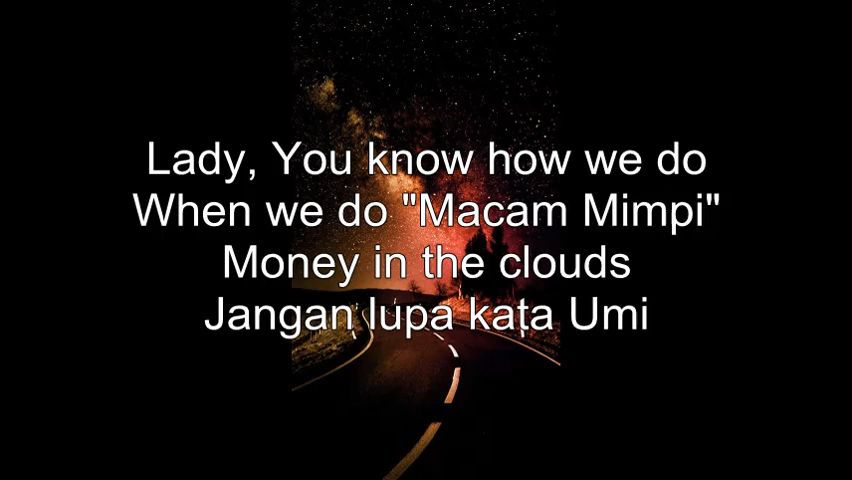 Lady, You know how we do
When we do "Macam Mimpi"
Money in the clouds
Jangan lupa kata Umi